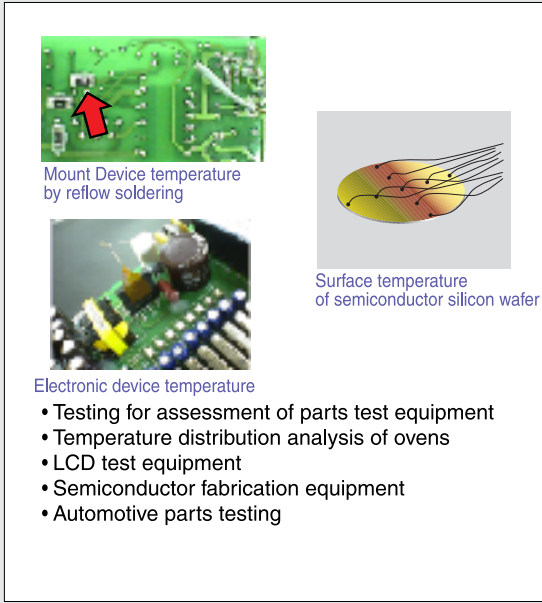 Mount Device temperature
by reflow soldering
Surface temperature
of semiconductor silicon wafer
Electronic device temperature
• Testing for assessment of parts test equipment
• Temperature distribution analysis of ovens
• LCD test equipment
• Semiconductor fabrication equipment
• Automotive parts testing